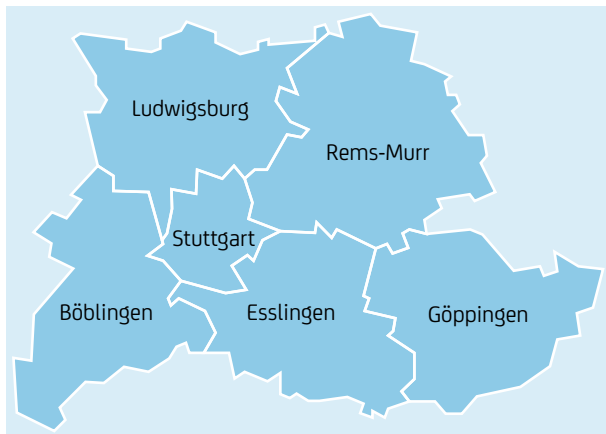 Ludwigsburg
Rems-Murr
Stuttgart
Böblingen
Esslingen
Göppingen